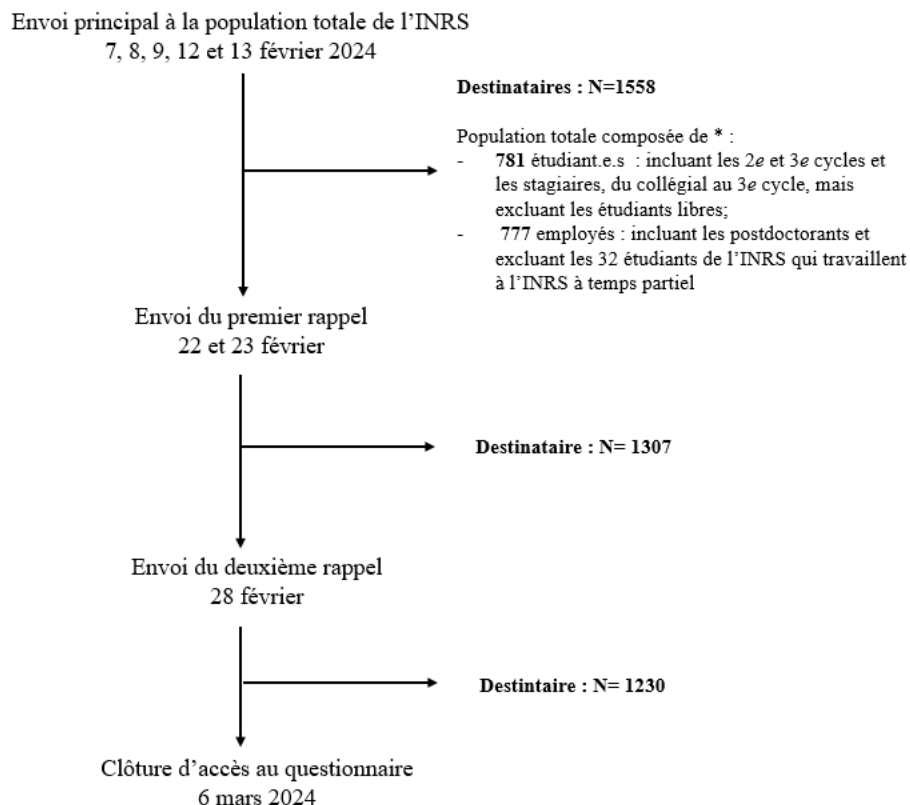 Envoi principal à la population totale de l'INRS
7, 8, 9, 12 et 13 février 2024
Destinataires : N=1558
Population totale composée de * :
- 781 étudiant.e.s : incluant les 2e et 3e cycles et
les stagiaires, du collégial au 3e cycle, mais
excluant les étudiants libres;
- 777 employés : incluant les postdoctorants et
excluant les 32 étudiants de l'INRS qui travaillent
à l'INRS à temps partiel
Envoi du premier rappel
22 et 23 février
Destinataire : N= 1307
Envoi du deuxième rappel
28 février
Destintaire : N= 1230
Clôture d'accès au questionnaire
6 mars 2024